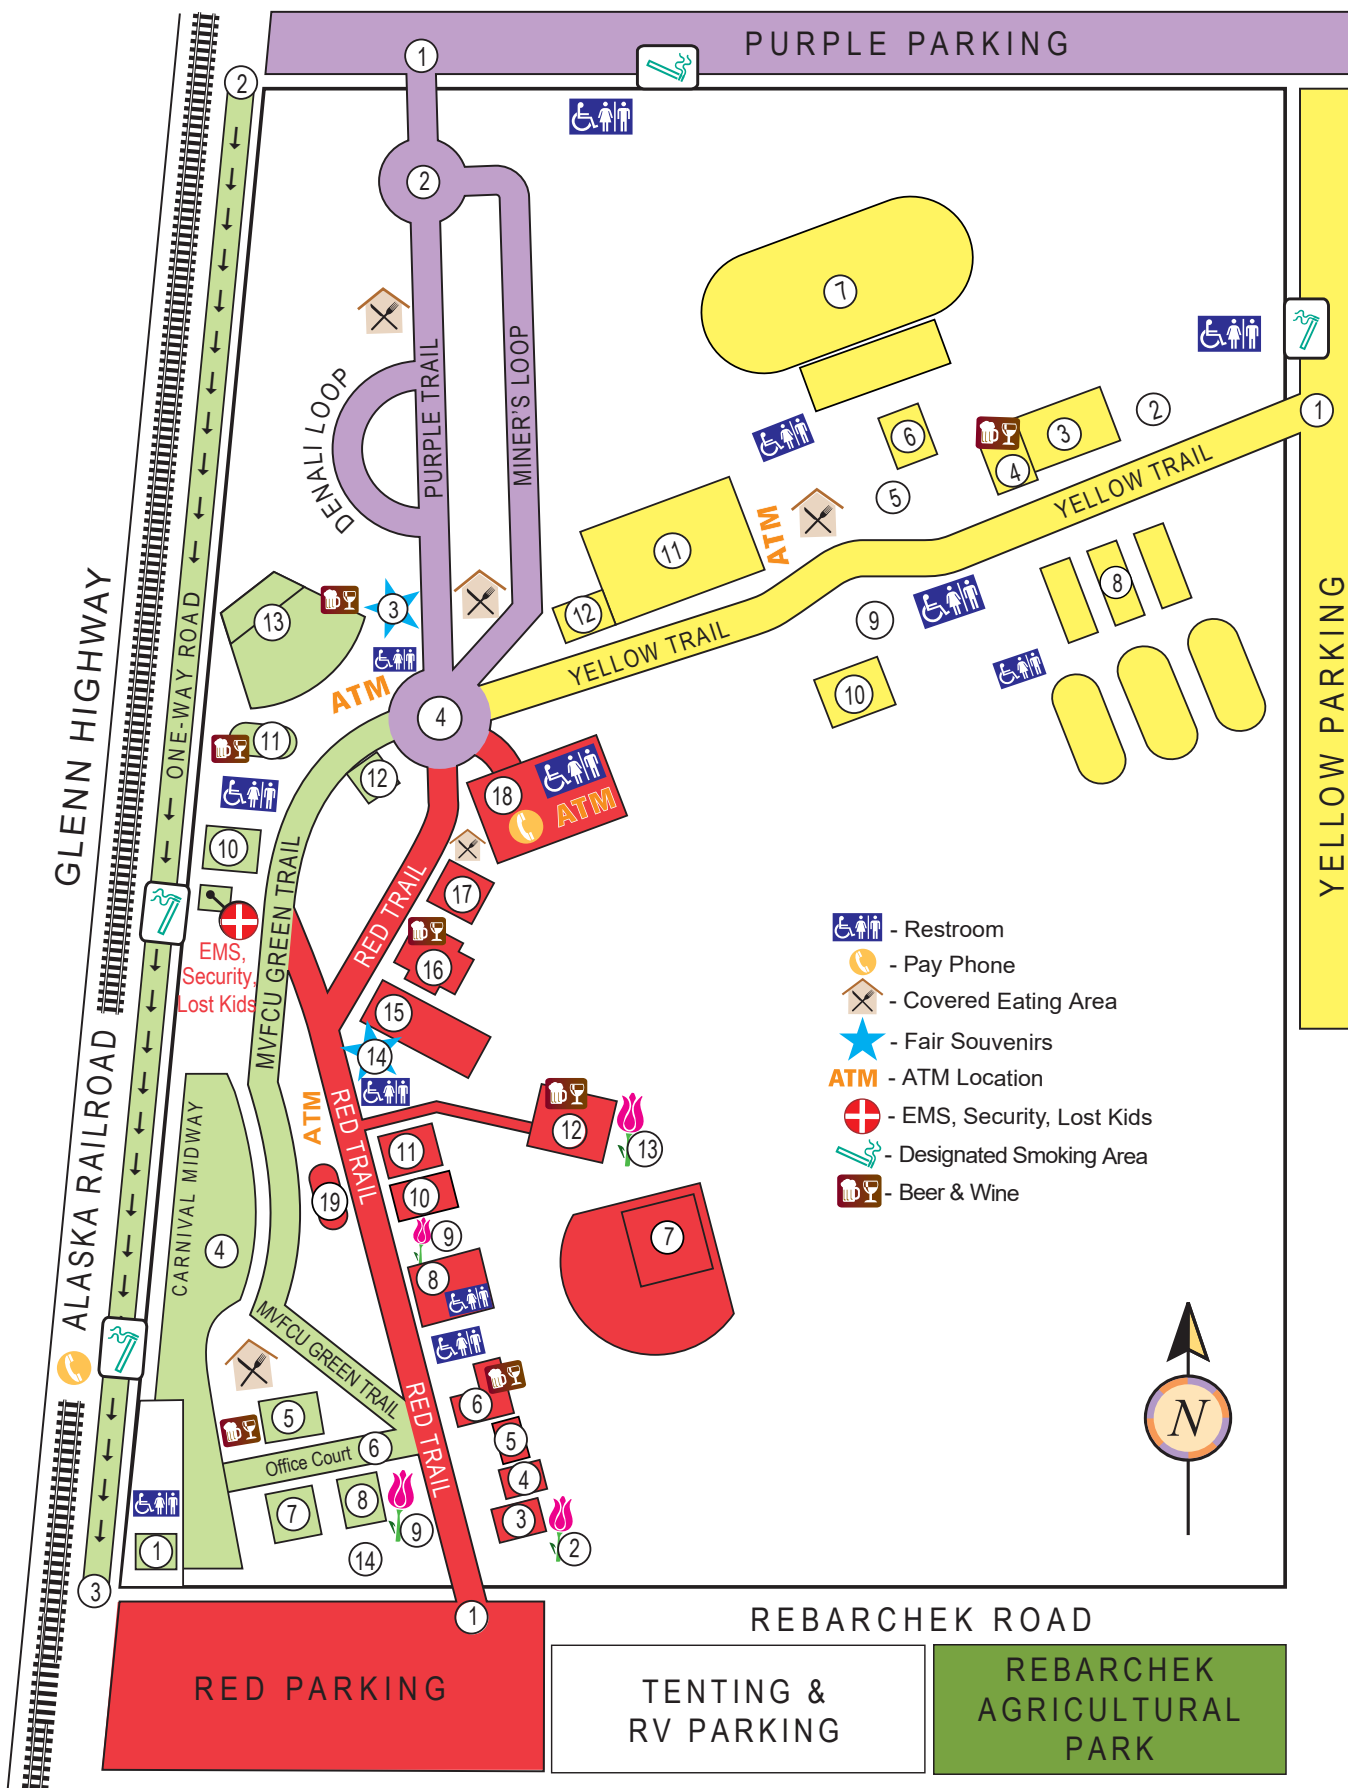 PURPLE PARKING
1
2
2
7
DENALI LOOP
PURPLE TRAIL
MINER'S LOOP
1
2
3
4
6
5
YELLOW TRAIL
ATM
11
12
YELLOW TRAIL
8
9
10
YELLOW PARKING
GLENN HIGHWAY
ONE-WAY ROAD
13
3
ATM
4
11
12
10
18
ATM
17
RED TRAIL
16
15
14
EMS,
Security,
Lost Kids
MVFCU GREEN TRAIL
ALASKA RAILROAD
CARNIVAL MIDWAY
4
ATM
RED TRAIL
19
12
13
11
10
9
8
7
- Restroom
- Pay Phone
- Covered Eating Area
- Fair Souvenirs
ATM - ATM Location
- EMS, Security, Lost Kids
- Designated Smoking Area
- Beer & Wine
MVFCU GREEN TRAIL
RED TRAIL
6
5
4
3
2
5
Office Court
6
7
8
9
14
1
3
1
N
REBARCHEK ROAD
RED PARKING
TENTING &
RV PARKING
REBARCHEK
AGRICULTURAL
PARK